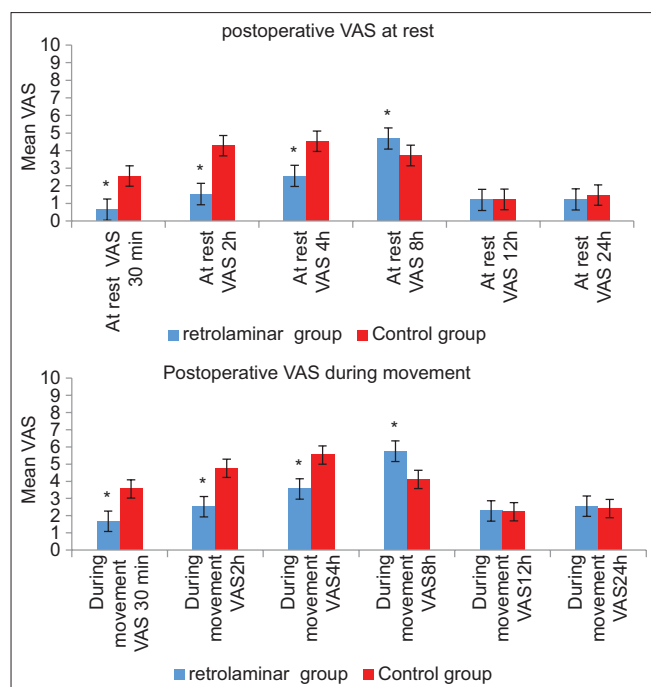 postoperative VAS at rest
Mean VAS
10
9
8
7
6
5
4
3
2
1
0
*
*
*
*
At rest VAS
30 min
At rest
VAS 2h
At rest
VAS 4h
At rest
VAS 8h
At rest
VAS 12h
At rest
VAS 24h
retrolaminar group
Control group
Postoperative VAS during movement
Mean VAS
10
9
8
7
6
5
4
3
2
1
0
*
*
*
*
During
movement
VAS 30 min
During
movement
VAS2h
During
movement
VAS4h
During
movement
VAS8h
During
movement
VAS12h
During
movement
VAS24h
retrolaminar group
Control group